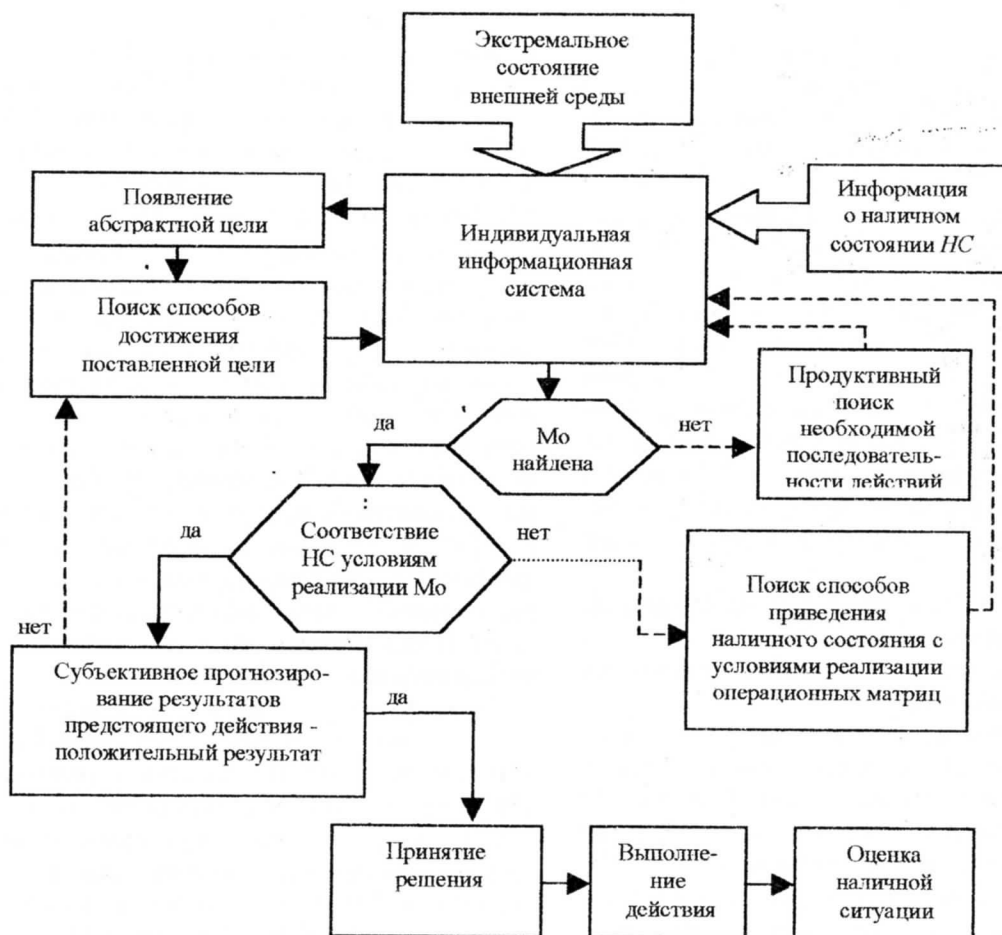 Экстремальное
состояние
внешней среды
Появление
абстрактной цели
Индивидуальная
информационная
система
Информация
о наличном
состоянии НС
Поиск способов
достижения
поставленной цели
Продуктивный
поиск
необходимой
последователь-
ности действий
да
Мо
найдена
нет
да
Соответствие
НС условиям
реализации Мо
нет
Поиск способов
приведения
наличного состояния с
условиями реализации
операционных матриц
нет
Субъективное прогнозиро-
вание результатов
предстоящего действия -
положительный результат
да
Принятие
решения
Выполне-
ние
действия
Оценка
наличной
ситуации